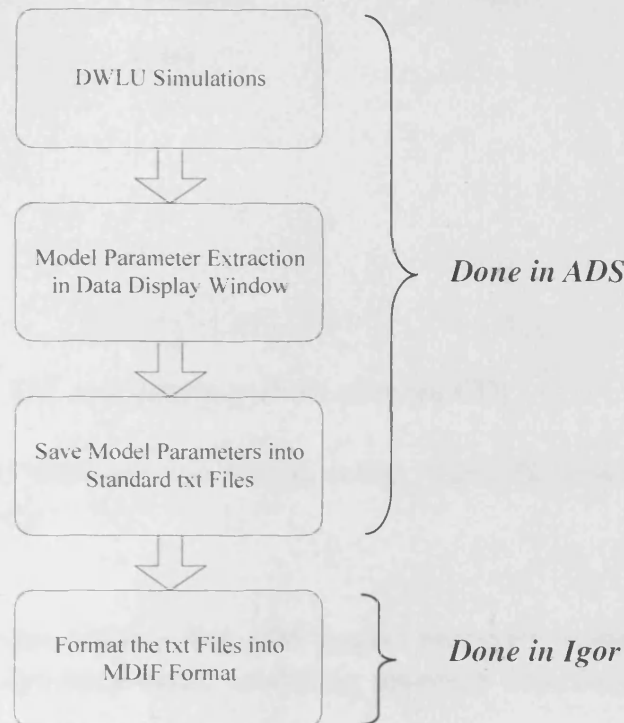 DWLU Simulations
Model Parameter Extraction
in Data Display Window
Done in ADS
Save Model Parameters into
Standard txt Files
Format the txt Files into
MDIF Format
Done in Igor